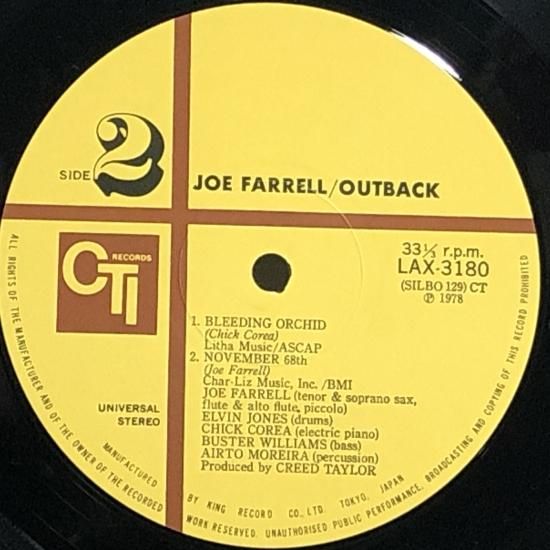 SIDE 2
JOE FARRELL/OUTBACK
CTI RECORDS
33⅓ r.p.m.
LAX-3180
(SILBO 129) CT
℗ 1978
1. BLEEDING ORCHID
(Chick Corea)
Litha Music/ASCAP
2. NOVEMBER 68th
(Joe Farrell)
Char-Liz Music, Inc. /BMI
JOE FARRELL (tenor & soprano sax,
flute & alto flute, piccolo)
ELVIN JONES (drums)
CHICK COREA (electric piano)
BUSTER WILLIAMS (bass)
AIRTO MOREIRA (percussion)
Produced by CREED TAYLOR
UNIVERSAL
STEREO
MANUFACTURED BY KING RECORD CO., LTD. TOKYO, JAPAN
ALL RIGHTS OF THE MANUFACTURER AND OF THE OWNER OF THE RECORDED WORK RESERVED. UNAUTHORISED PUBLIC PERFORMANCE, BROADCASTING AND COPYING OF THIS RECORD PROHIBITED